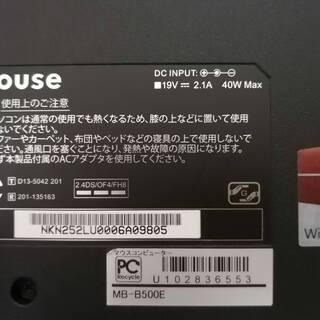 ouse
DC INPUT:
19V 2.1A 40W Max
使用上のご注意
ソコンは通常の使用でも熱くなるため、膝の上などに置いて使用
ないでください。
ファーやカーペット、布団やベッドなどの寝具の上で使用しない
ださい。通風口を塞ぐことになり、発熱や故障の原因となります。
ず本製品付属のACアダプタを使用してください。
D13-5042 201
201-135163
2.4DS/OF4/FH8
NKN252LU0006A09805
マウスコンピューター
PC
Recycle
U102836553
MB-B500E
Wi